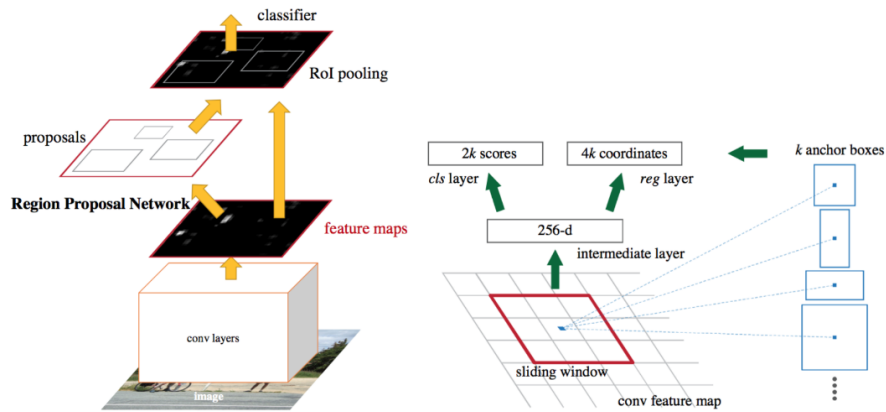 classifier
RoI pooling
proposals
Region Proposal Network
feature maps
conv layers
image
2k scores
4k coordinates
k anchor boxes
cls layer
reg layer
256-d
intermediate layer
sliding window
conv feature map